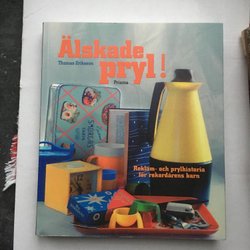 Älskade
Thomas Eriksson
pryl!
Prisma
Reklam- och prylhistoria
för rekordårens barn